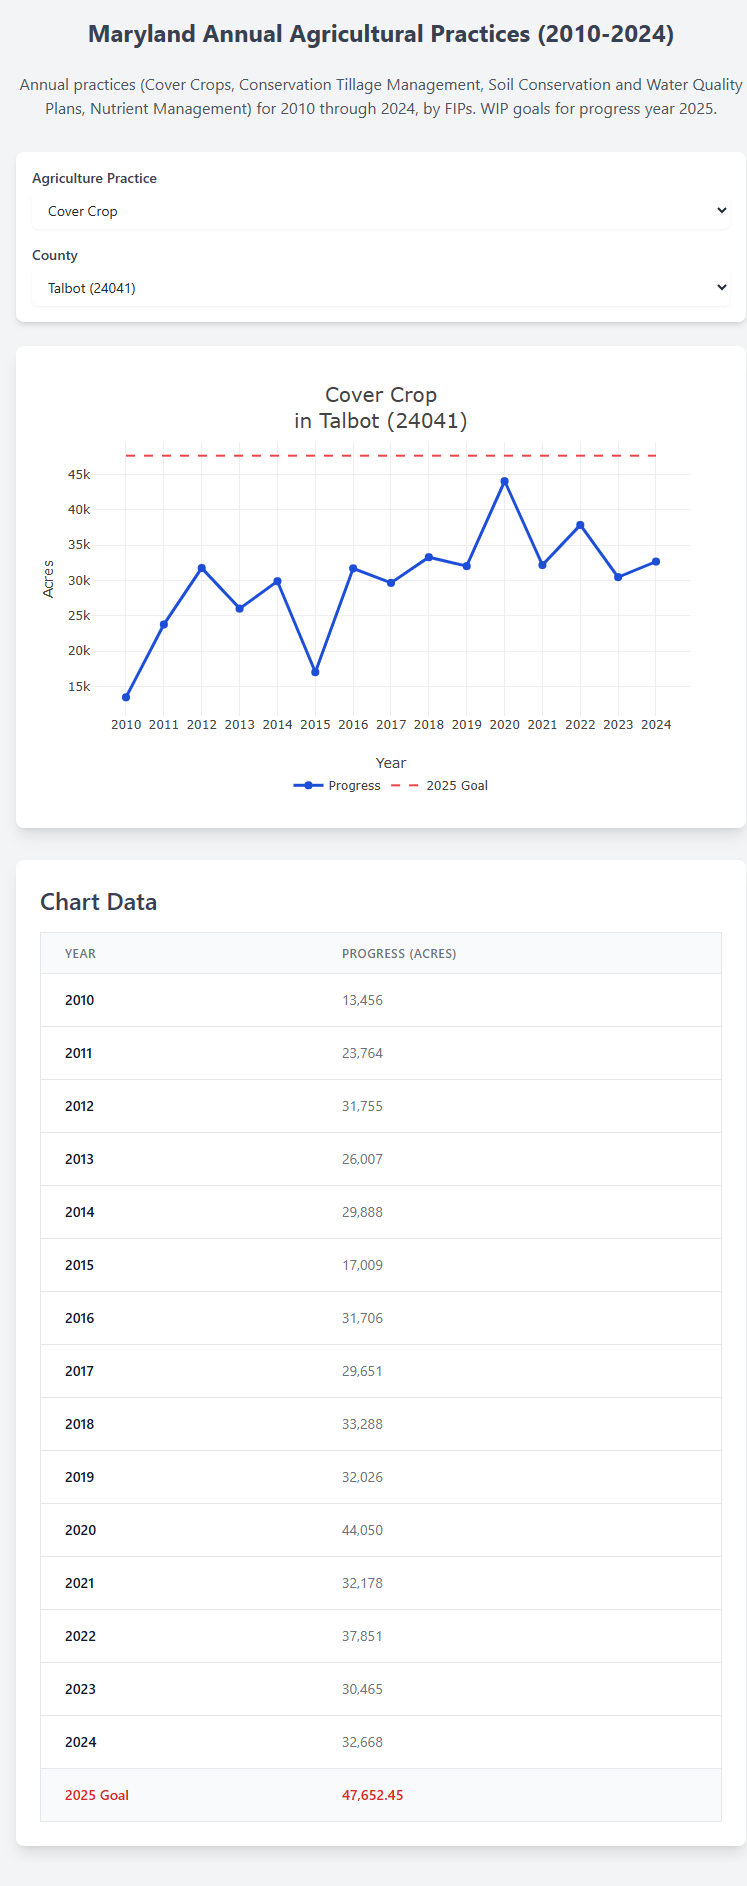 Maryland Annual Agricultural Practices (2010-2024)
Annual practices (Cover Crops, Conservation Tillage Management, Soil Conservation and Water Quality
Plans, Nutrient Management) for 2010 through 2024, by FIPs. WIP goals for progress year 2025.
Agriculture Practice
Cover Crop
County
Talbot (24041)
Cover Crop
in Talbot (24041)
45k
40k
35k
30k
25k
20k
15k
Acres
2010 2011 2012 2013 2014 2015 2016 2017 2018 2019 2020 2021 2022 2023 2024
Year
Progress 2025 Goal
Chart Data
YEAR PROGRESS (ACRES)
2010 13,456
2011 23,764
2012 31,755
2013 26,007
2014 29,888
2015 17,009
2016 31,706
2017 29,651
2018 33,288
2019 32,026
2020 44,050
2021 32,178
2022 37,851
2023 30,465
2024 32,668
2025 Goal 47,652.45